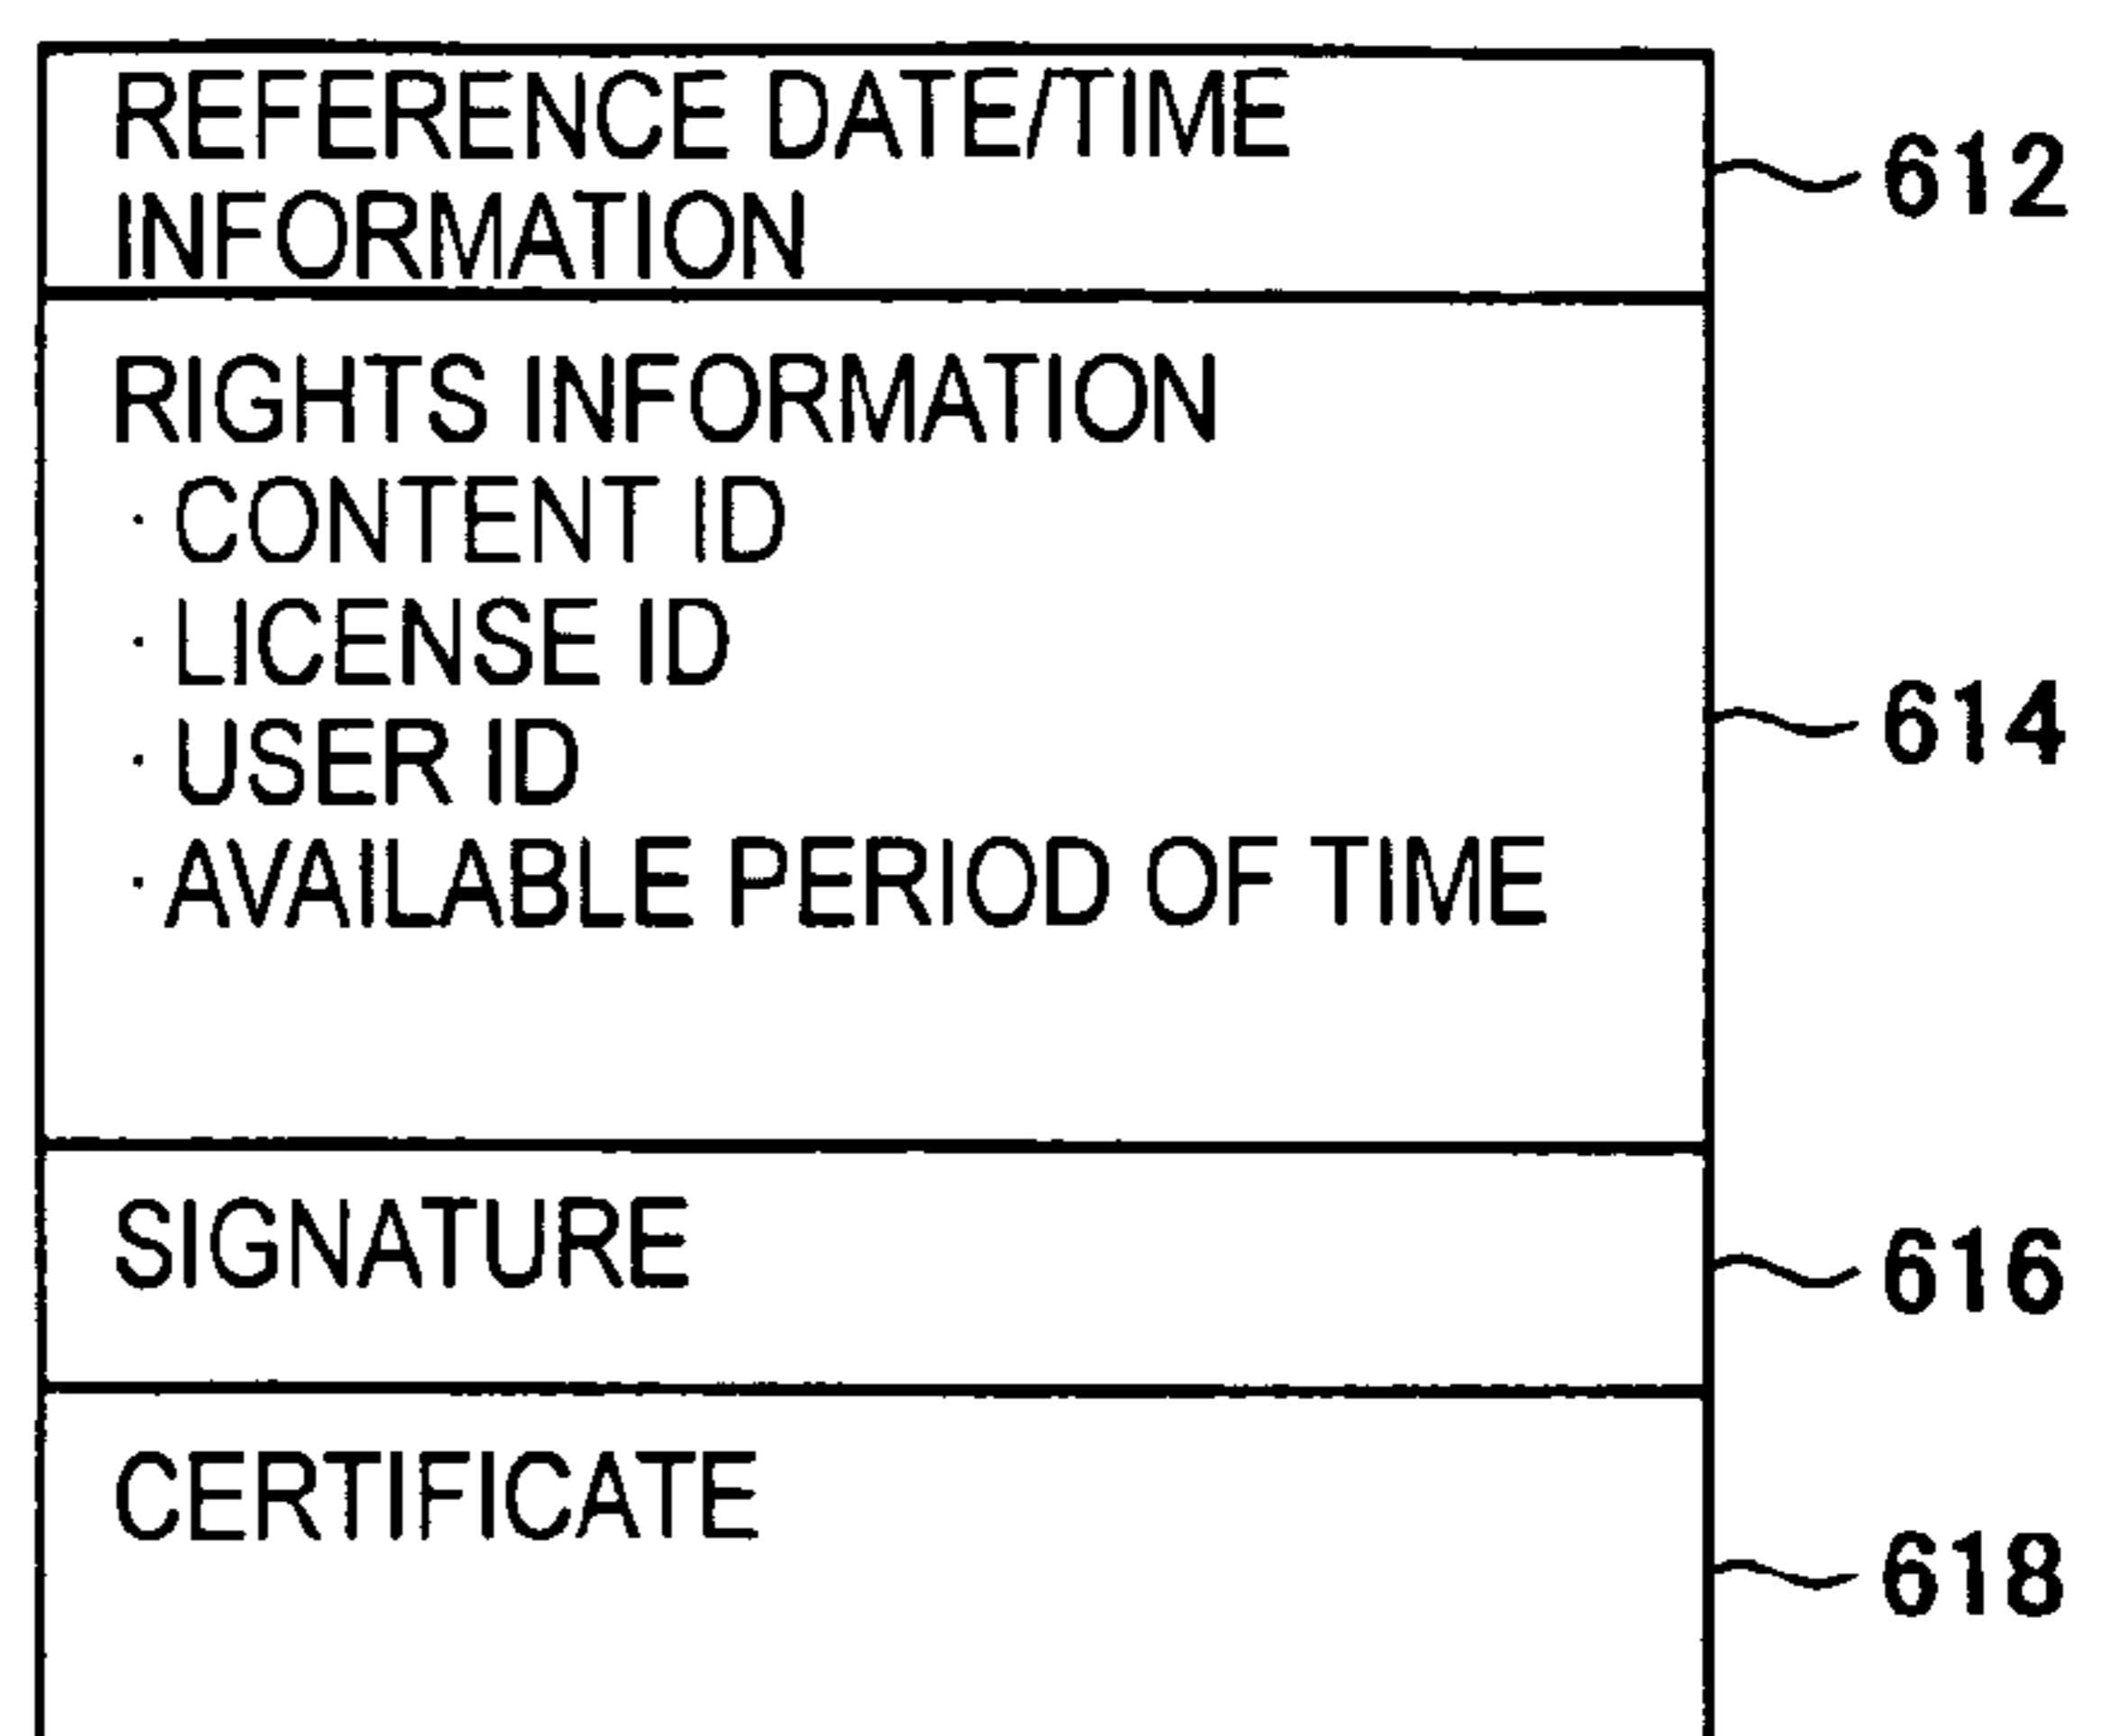 REFERENCE DATE/TIME
INFORMATION
612
RIGHTS INFORMATION
· CONTENT ID
· LICENSE ID
· USER ID
· AVAILABLE PERIOD OF TIME
614
SIGNATURE
616
CERTIFICATE
618